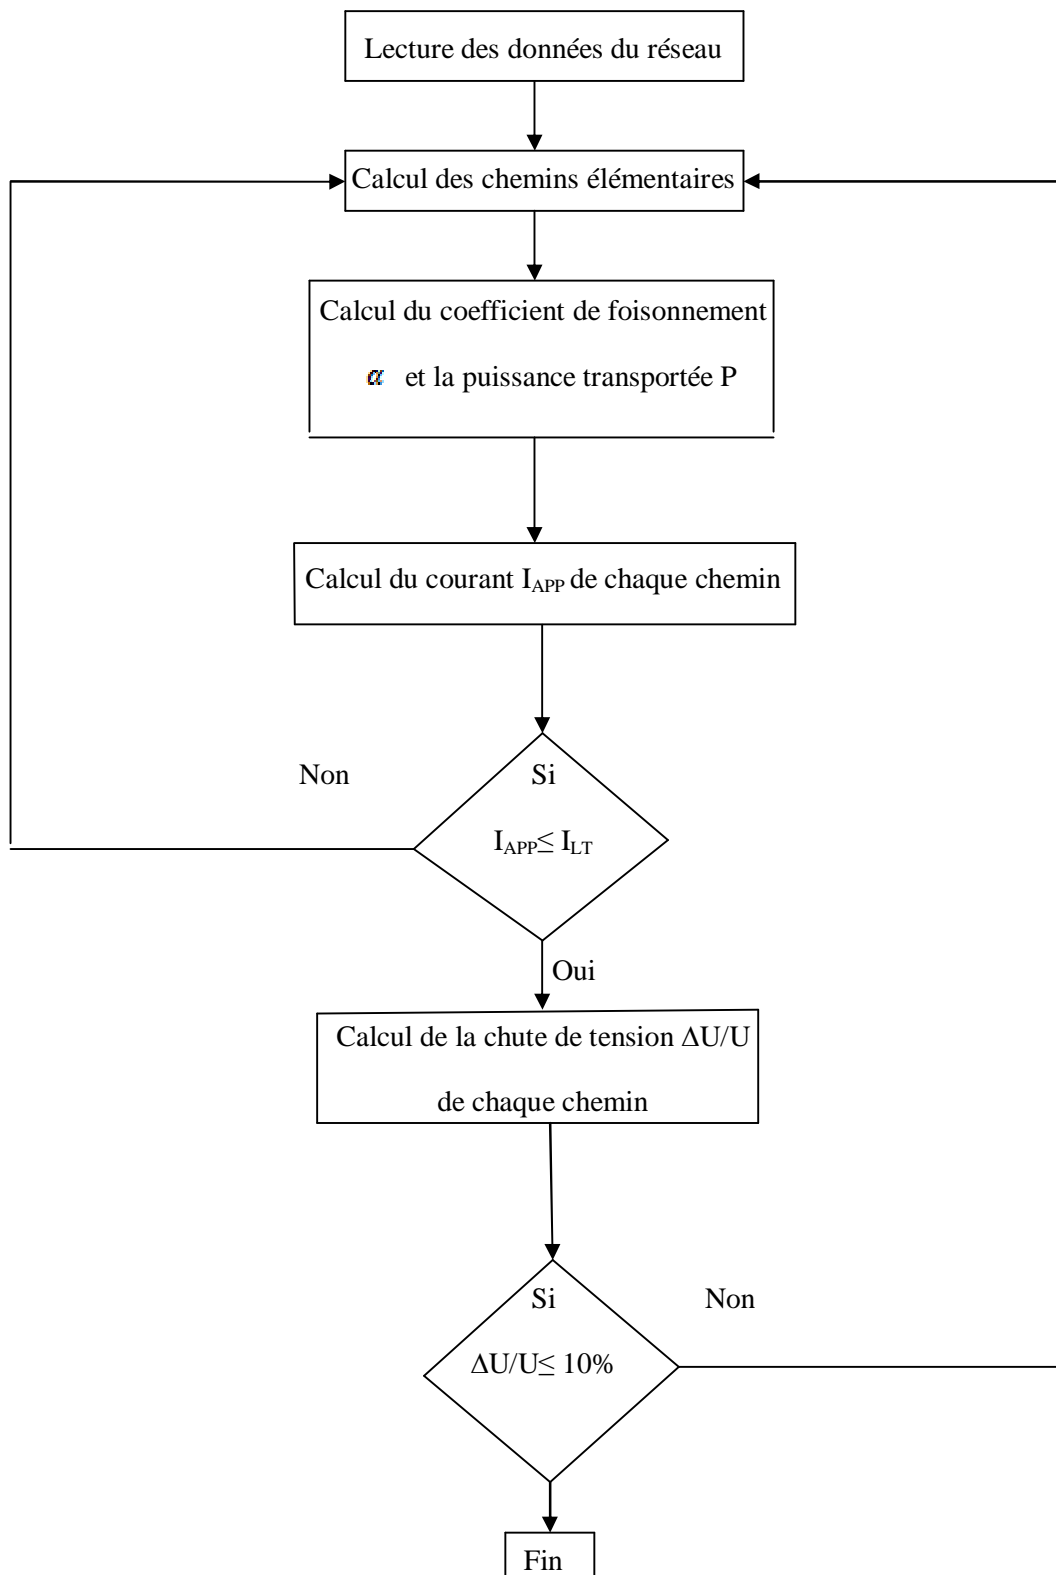 Lecture des données du réseau
Calcul des chemins élémentaires
Calcul du coefficient de foisonnement
α et la puissance transportée P
Calcul du courant I_APP de chaque chemin
Non
Si
I_APP ≤ I_LT
Oui
Calcul de la chute de tension ΔU/U
de chaque chemin
Si
Non
ΔU/U ≤ 10%
Fin